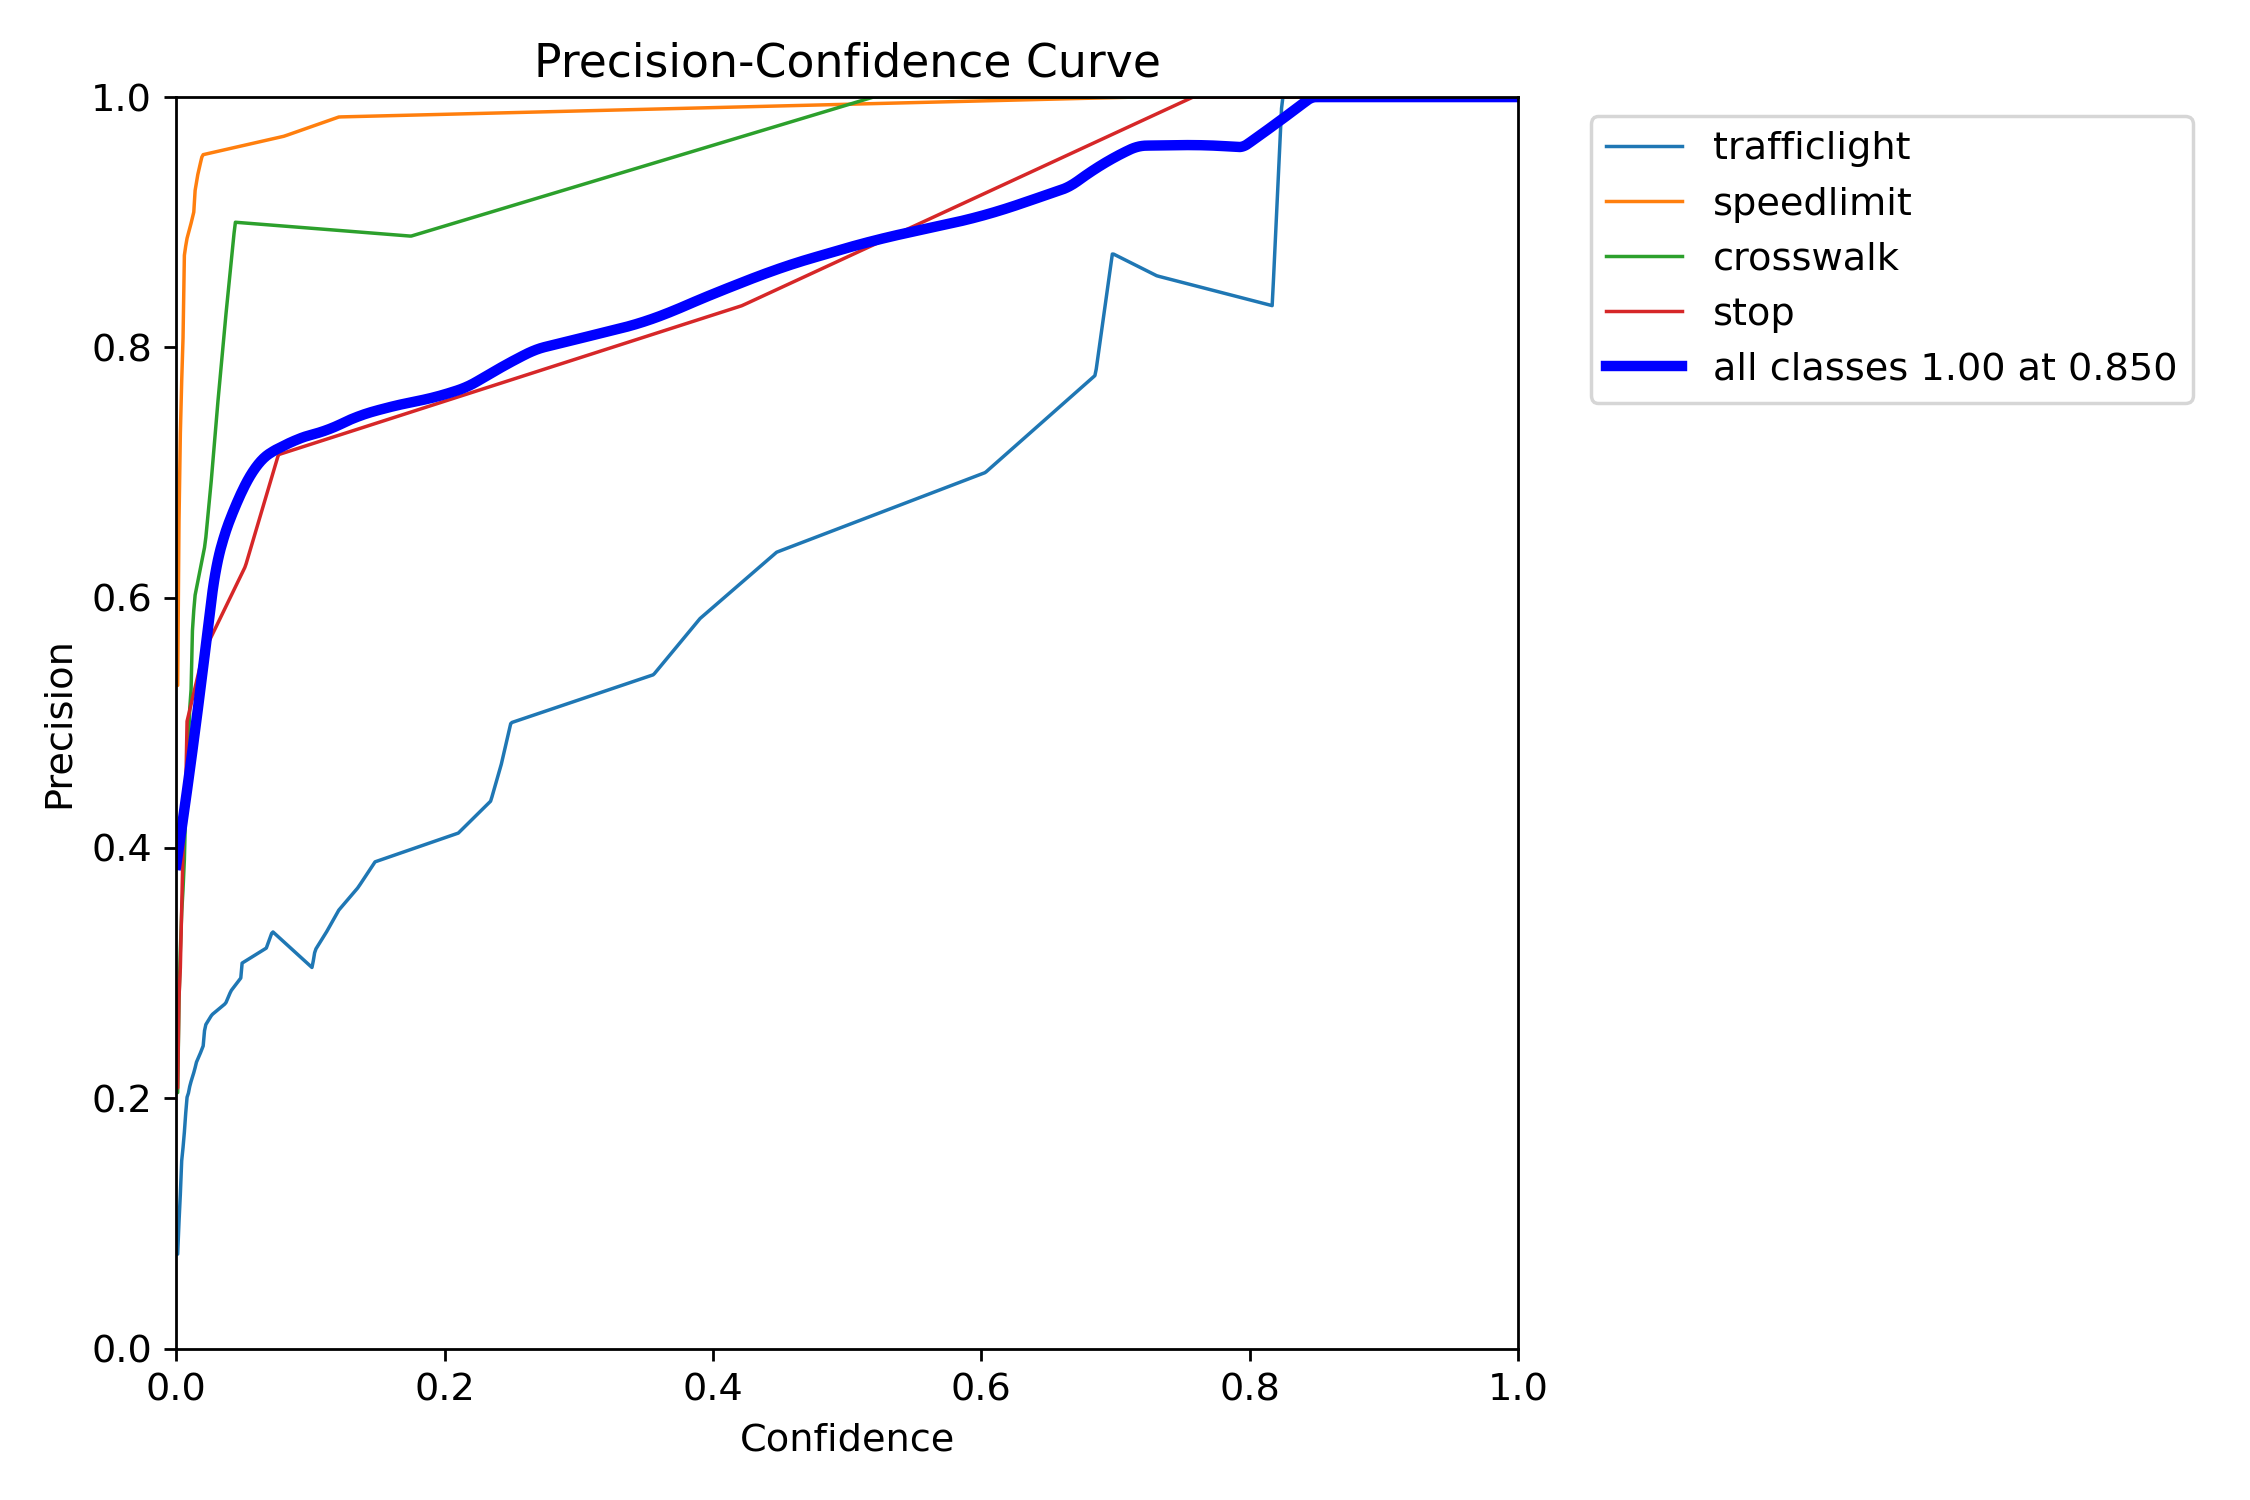 Precision-Confidence Curve
1.0
0.8
0.6
0.4
0.2
0.0
Precision
0.0 0.2 0.4 0.6 0.8 1.0
Confidence
trafficlight
speedlimit
crosswalk
stop
all classes 1.00 at 0.850